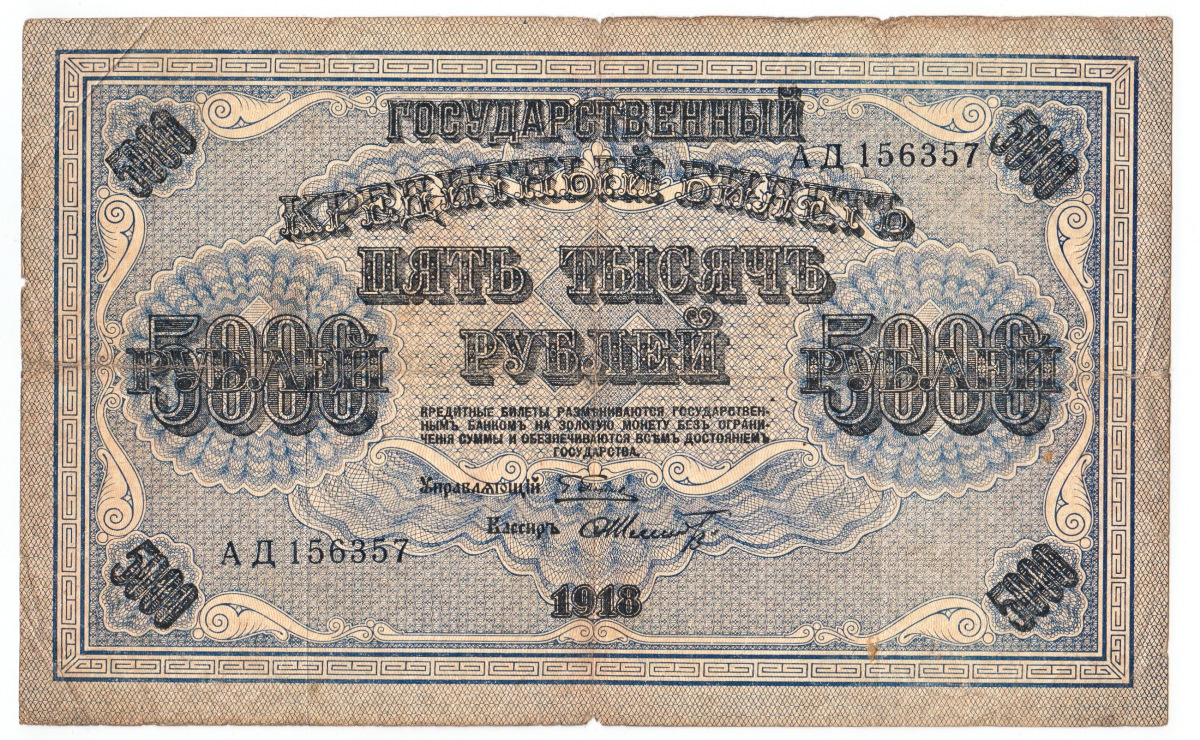 5000
ГОСУДАРСТВЕННЫЙ
5000
АД 156357
КРЕДИТНЫЙ БИЛЕТЪ
ПЯТЬ ТЫСЯЧЪ
РУБЛЕЙ
5000
РУБЛЕЙ
5000
РУБЛЕЙ
КРЕДИТНЫЕ БИЛЕТЫ РАЗМѢНИВАЮТСЯ ГОСУДАРСТВЕН-
НЫМЪ БАНКОМЪ НА ЗОЛОТУЮ МОНЕТУ БЕЗЪ ОГРАНИ-
ЧЕНІЯ СУММЫ И ОБЕЗПЕЧИВАЮТСЯ ВСѢМЪ ДОСТОЯНІЕМЪ
ГОСУДАРСТВА.
Управляющій
Кассиръ
АД 156357
5000
1918
5000